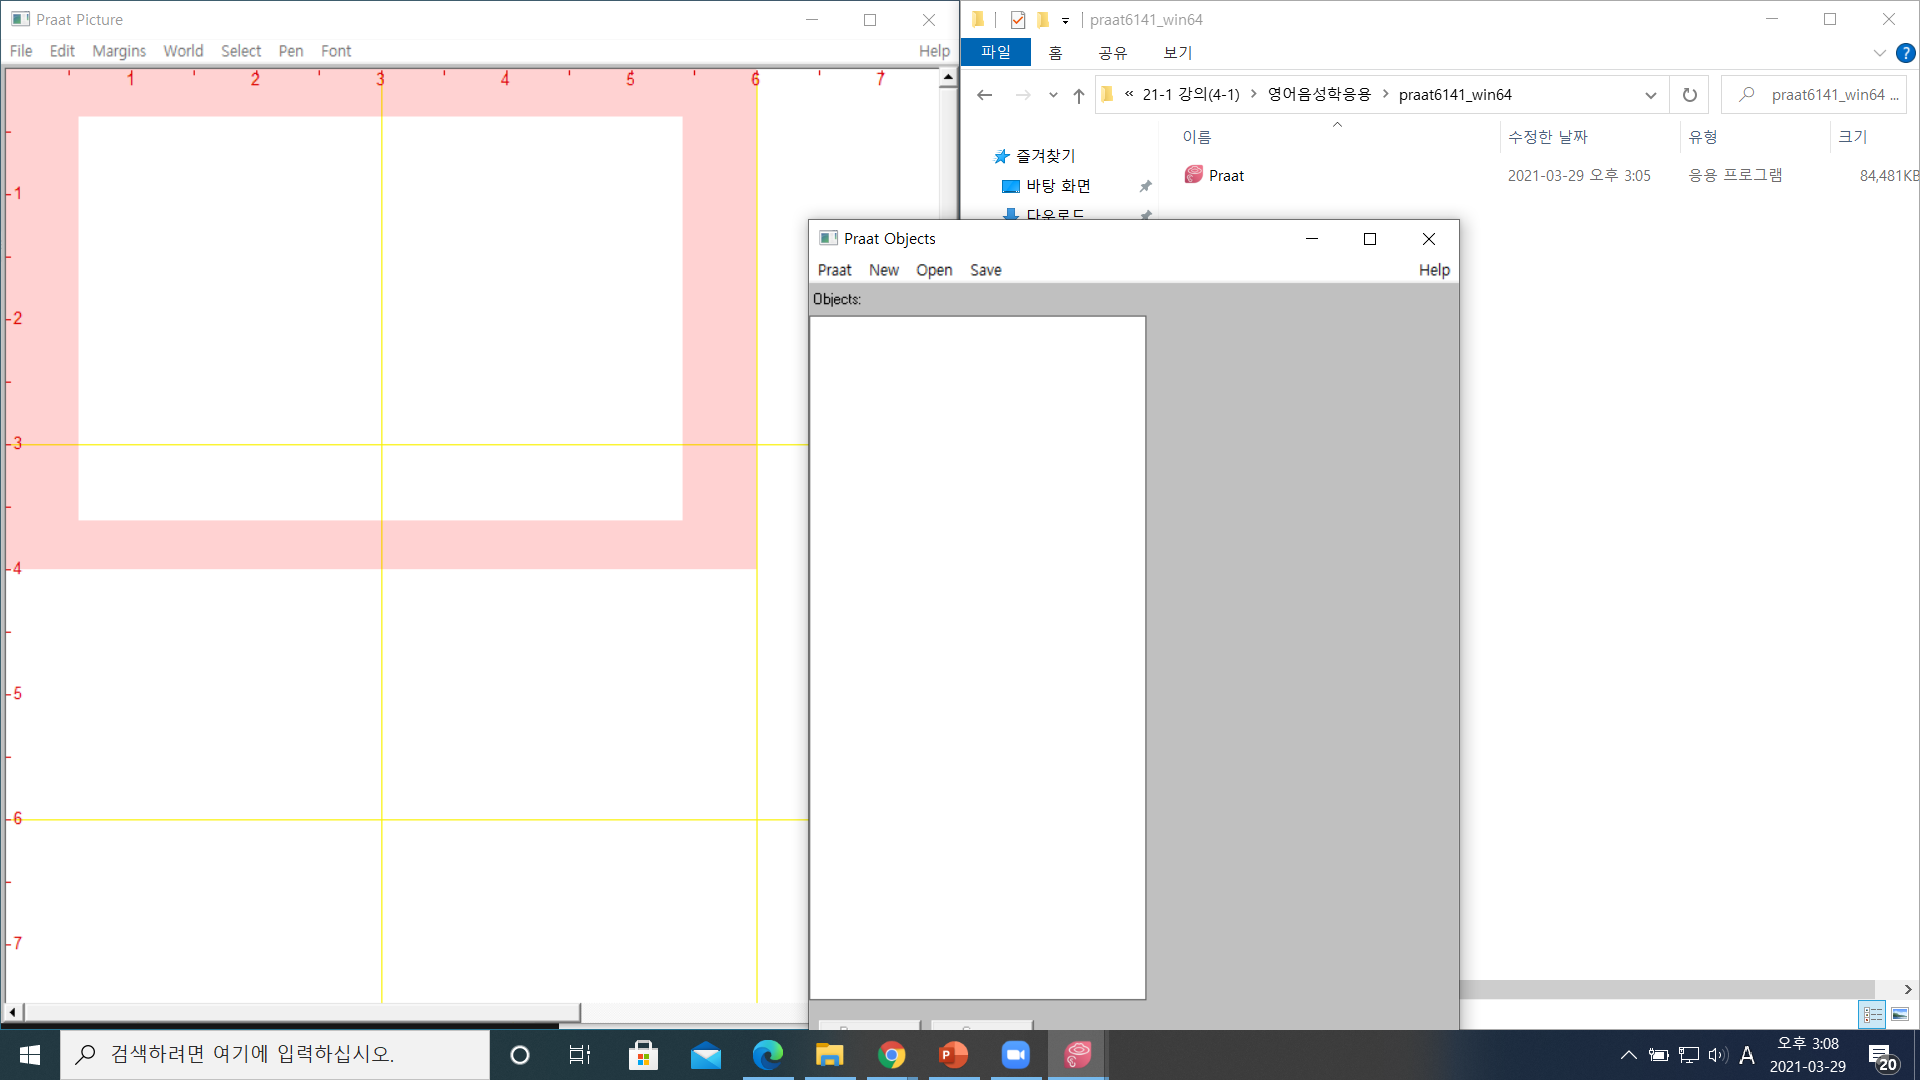 Praat Picture
File Edit Margins World Select Pen Font Help
1 2 3 4 5 6 7
1
2
3
4
5
6
7
praat6141_win64
파일 홈 공유 보기
« 21-1 강의(4-1) > 영어음성학응용 > praat6141_win64
praat6141_win64 ...
이름 수정한 날짜 유형 크기
즐겨찾기
바탕 화면
다운로드
Praat 2021-03-29 오후 3:05 응용 프로그램 84,481KB
Praat Objects
Praat New Open Save Help
Objects:
검색하려면 여기에 입력하십시오.
A
오후 3:08
2021-03-29
20